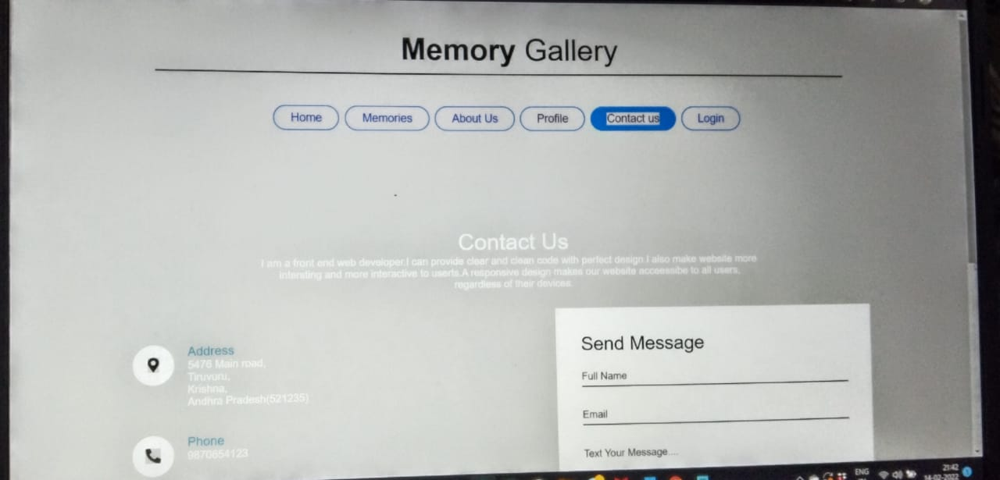 Memory Gallery
Home Memories About Us Profile Contact us Login
Contact Us
I am a front end web developer.I can provide clear and clean code with perfect design.I also make website more
intersting and more interactive to userts.A responsive design makes our website acceessibe to all users,
regardless of their devices.
Address
5476 Main road,
Tiruvuru,
Krishna,
Andhra Pradesh(521235)
Phone
9870654123
Send Message
Full Name
Email
Text Your Message....
ENG
21:42
14-02-2022